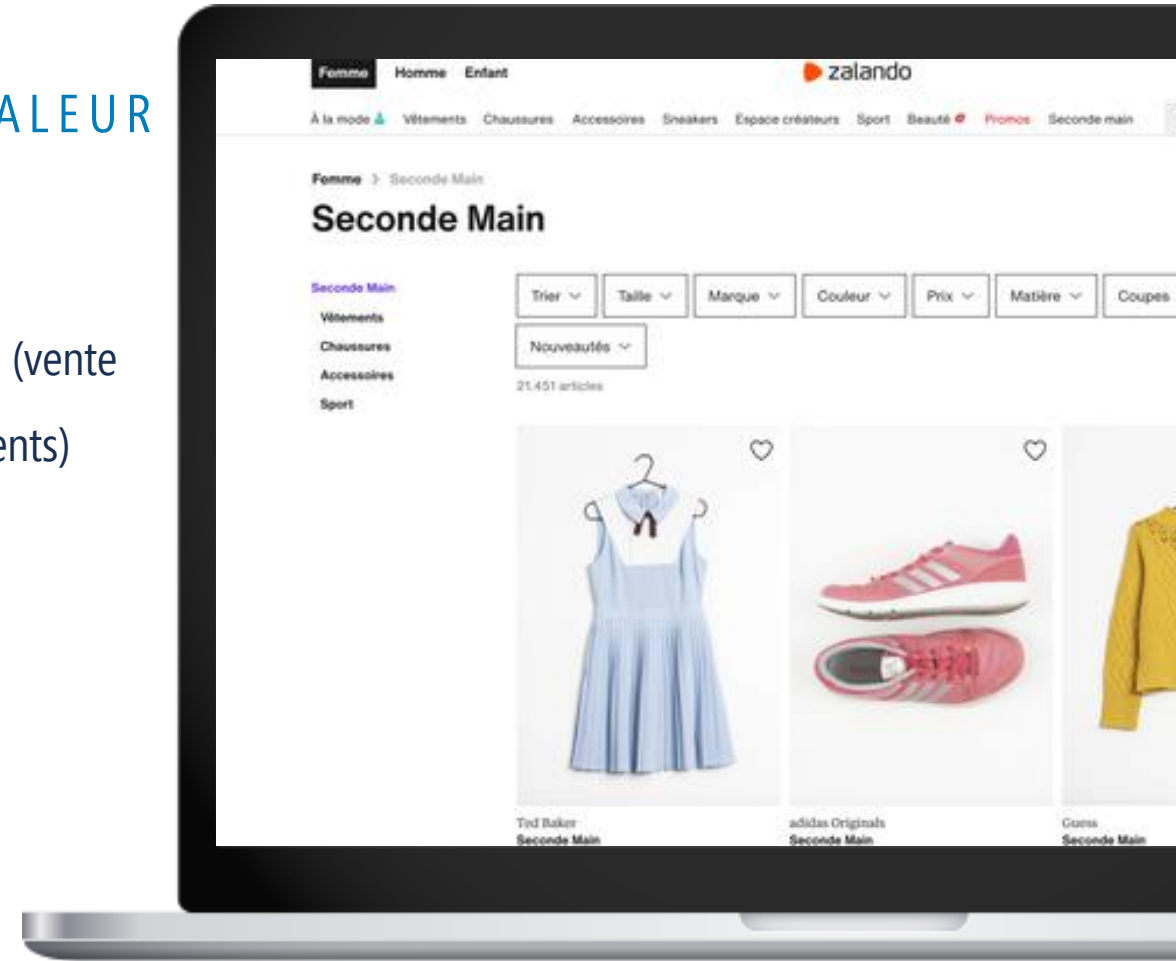 ALEUR
(vente
ents)
Femme Homme Enfant
zalando
À la mode Vêtements Chaussures Accessoires Sneakers Espace créateurs Sport Beauté Promos Seconde main
Femme > Seconde Main
Seconde Main
Seconde Main
Vêtements
Chaussures
Accessoires
Sport
Trier Taille Marque Couleur Prix Matière Coupes
Nouveautés
21.451 articles
Ted Baker
Seconde Main
adidas Originals
Seconde Main
Guess
Seconde Main